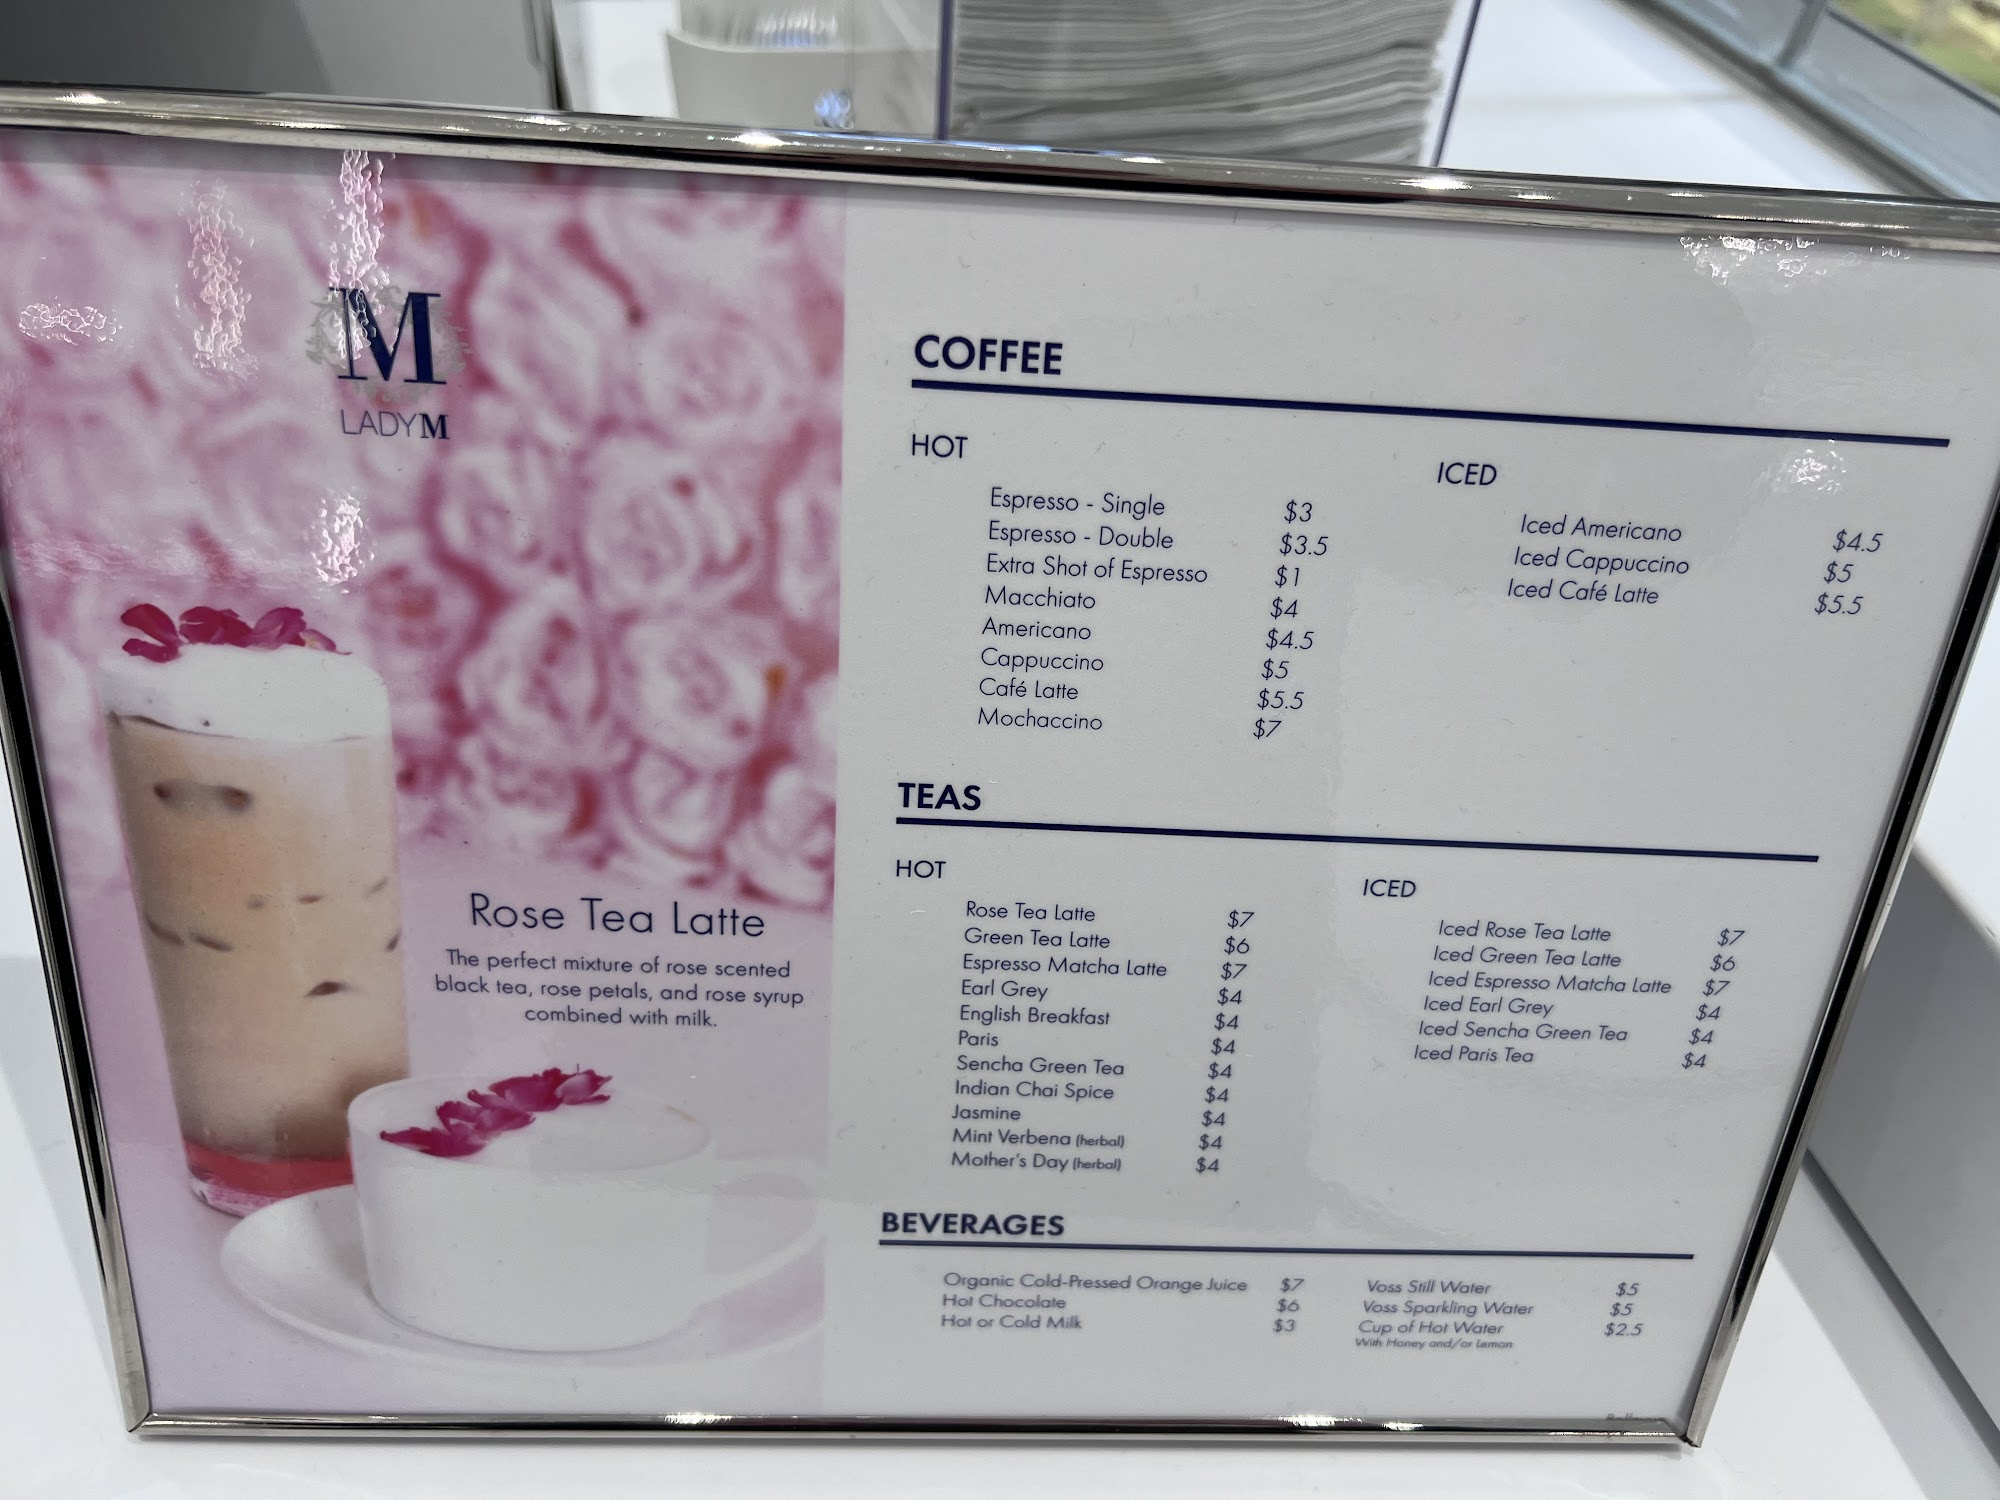 M
LADYM
Rose Tea Latte
The perfect mixture of rose scented
black tea, rose petals, and rose syrup
combined with milk.
COFFEE
HOT
Espresso - Single $3
Espresso - Double $3.5
Extra Shot of Espresso $1
Macchiato $4
Americano $4.5
Cappuccino $5
Café Latte $5.5
Mochaccino $7
ICED
Iced Americano $4.5
Iced Cappuccino $5
Iced Café Latte $5.5
TEAS
HOT
Rose Tea Latte $7
Green Tea Latte $6
Espresso Matcha Latte $7
Earl Grey $4
English Breakfast $4
Paris $4
Sencha Green Tea $4
Indian Chai Spice $4
Jasmine $4
Mint Verbena (herbal) $4
Mother's Day (herbal) $4
ICED
Iced Rose Tea Latte $7
Iced Green Tea Latte $6
Iced Espresso Matcha Latte $7
Iced Earl Grey $4
Iced Sencha Green Tea $4
Iced Paris Tea $4
BEVERAGES
Organic Cold-Pressed Orange Juice $7
Hot Chocolate $6
Hot or Cold Milk $3
Voss Still Water $5
Voss Sparkling Water $5
Cup of Hot Water $2.5
With Honey and/or Lemon